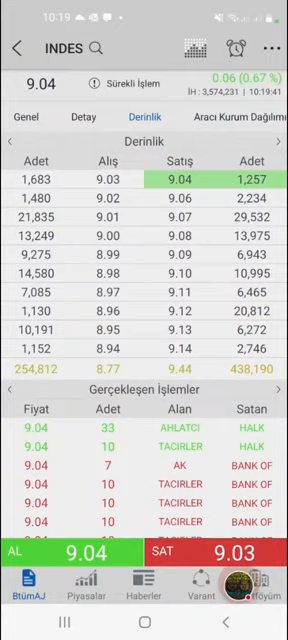 10:19
INDES
9.04 Sürekli İşlem 0.06 (0.67 %)
İH : 3,574,231 | 10:19:41
Genel Detay Derinlik Aracı Kurum Dağılımı
Derinlik
Adet Alış Satış Adet
1,683 9.03 9.04 1,257
1,480 9.02 9.06 2,234
21,835 9.01 9.07 29,532
13,249 9.00 9.08 13,975
9,275 8.99 9.09 6,943
14,580 8.98 9.10 10,995
7,085 8.97 9.11 6,465
1,130 8.96 9.12 20,812
10,191 8.95 9.13 6,272
1,152 8.94 9.14 2,746
254,812 8.77 9.44 438,190
Gerçekleşen İşlemler
Fiyat Adet Alan Satan
9.04 33 AHLATCI HALK
9.04 10 TACIRLER HALK
9.04 7 AK BANK OF
9.04 10 TACIRLER BANK OF
9.04 10 TACIRLER BANK OF
9.04 10 TACIRLER BANK OF
AL 9.04 SAT 9.03
BtümAJ Piyasalar Haberler Varant